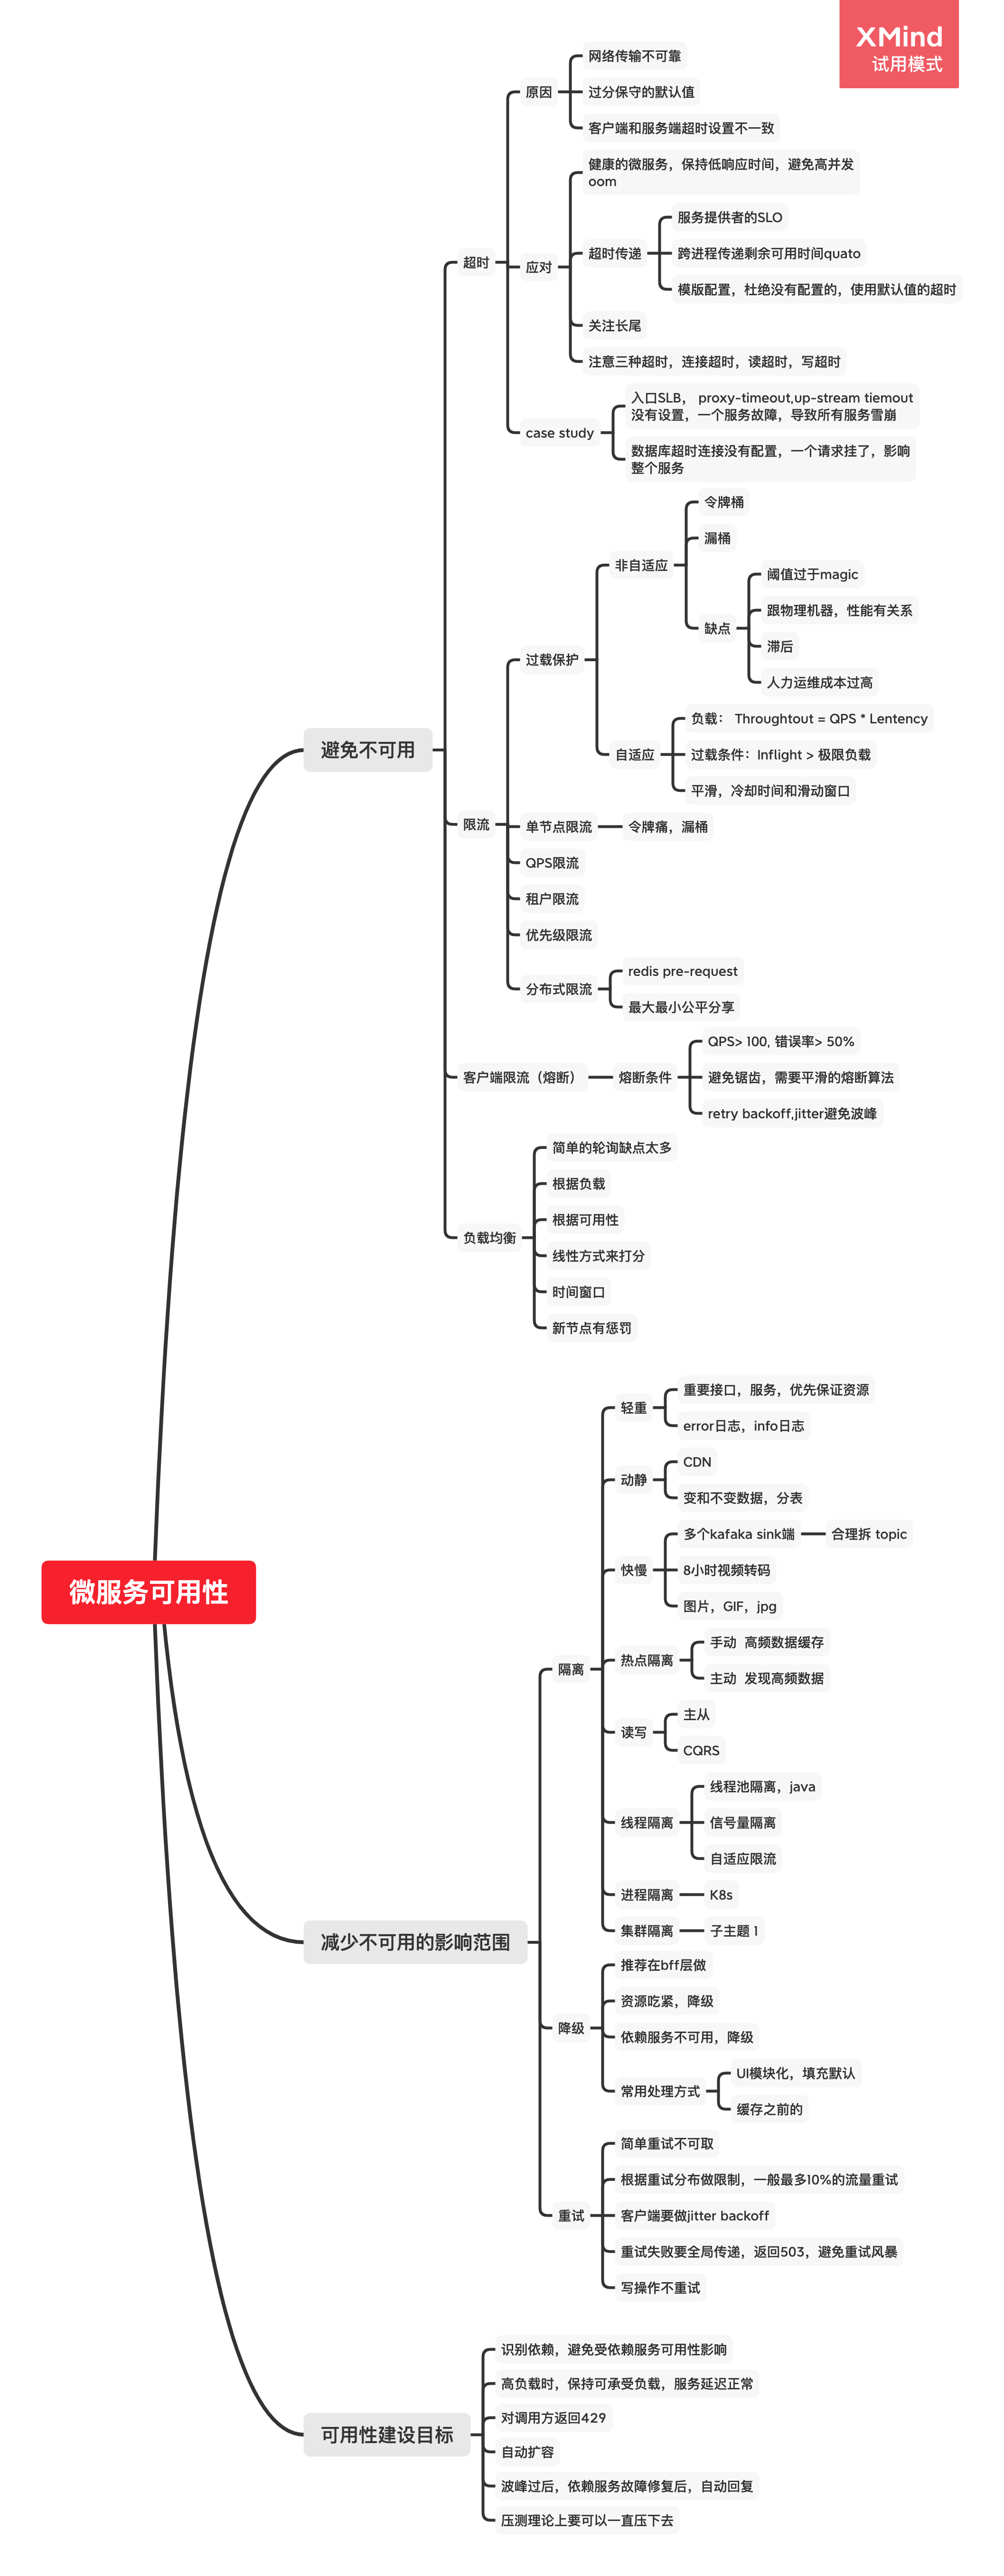 XMind
试用模式
微服务可用性
避免不可用
超时
原因
网络传输不可靠
过分保守的默认值
客户端和服务端超时设置不一致
应对
健康的微服务，保持低响应时间，避免高并发
oom
超时传递
服务提供者的SLO
跨进程传递剩余可用时间quato
模版配置，杜绝没有配置的，使用默认值的超时
关注长尾
注意三种超时，连接超时，读超时，写超时
case study
入口SLB， proxy-timeout,up-stream tiemout
没有设置，一个服务故障，导致所有服务雪崩
数据库超时连接没有配置，一个请求挂了，影响
整个服务
限流
过载保护
非自适应
令牌桶
漏桶
缺点
阈值过于magic
跟物理机器，性能有关系
滞后
人力运维成本过高
自适应
负载： Throughtout = QPS * Lentency
过载条件：Inflight > 极限负载
平滑，冷却时间和滑动窗口
单节点限流
令牌痛，漏桶
QPS限流
租户限流
优先级限流
分布式限流
redis pre-request
最大最小公平分享
客户端限流（熔断）
熔断条件
QPS> 100, 错误率> 50%
避免锯齿，需要平滑的熔断算法
retry backoff,jitter避免波峰
负载均衡
简单的轮询缺点太多
根据负载
根据可用性
线性方式来打分
时间窗口
新节点有惩罚
减少不可用的影响范围
隔离
轻重
重要接口，服务，优先保证资源
error日志，info日志
动静
CDN
变和不变数据，分表
快慢
多个kafaka sink端
合理拆 topic
8小时视频转码
图片，GIF，jpg
热点隔离
手动 高频数据缓存
主动 发现高频数据
读写
主从
CQRS
线程隔离
线程池隔离，java
信号量隔离
自适应限流
进程隔离
K8s
集群隔离
子主题 1
降级
推荐在bff层做
资源吃紧，降级
依赖服务不可用，降级
常用处理方式
UI模块化，填充默认
缓存之前的
重试
简单重试不可取
根据重试分布做限制，一般最多10%的流量重试
客户端要做jitter backoff
重试失败要全局传递，返回503，避免重试风暴
写操作不重试
可用性建设目标
识别依赖，避免受依赖服务可用性影响
高负载时，保持可承受负载，服务延迟正常
对调用方返回429
自动扩容
波峰过后，依赖服务故障修复后，自动回复
压测理论上要可以一直压下去